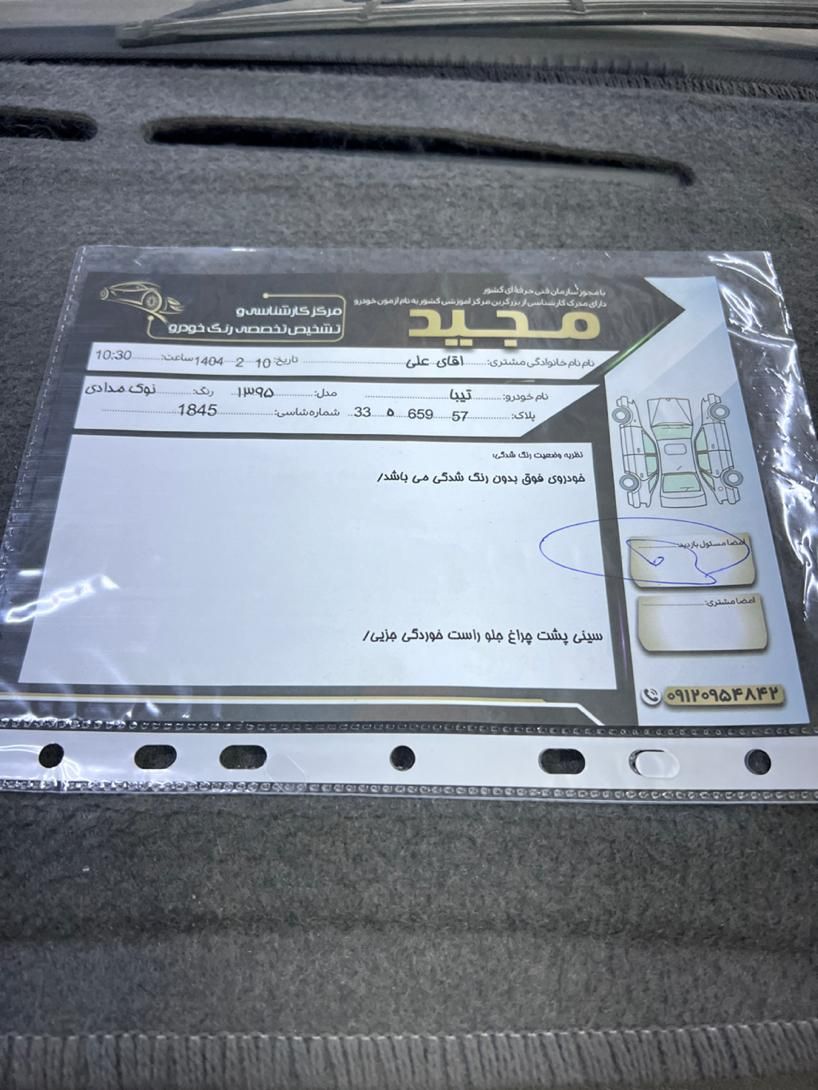 با مجوز سازمان فنی حرفه ای کشور
دارای مدرک کارشناسی از بزرگترین مرکز آموزشی کشور به نام آزمون خودرو
مجید
مرکز کارشناسی و
تشخیص تخصصی رنگ خودرو
نام نام خانوادگی مشتری: اقای علی تاریخ: 10 2 1404 ساعت: 10:30
نام خودرو: تیبا مدل: ۱۳۹۵ رنگ: نوک مدادی
پلاک: 57 659 ه 33 شماره شاسی: 1845
نظریه وضعیت رنگ شدگی:
خودروی فوق بدون رنگ شدگی می باشد/
امضا مسئول بازدید:
امضا مشتری:
سینی پشت چراغ جلو راست خوردگی جزیی/
۰۹۱۲۰۹۵۴۸۴۲